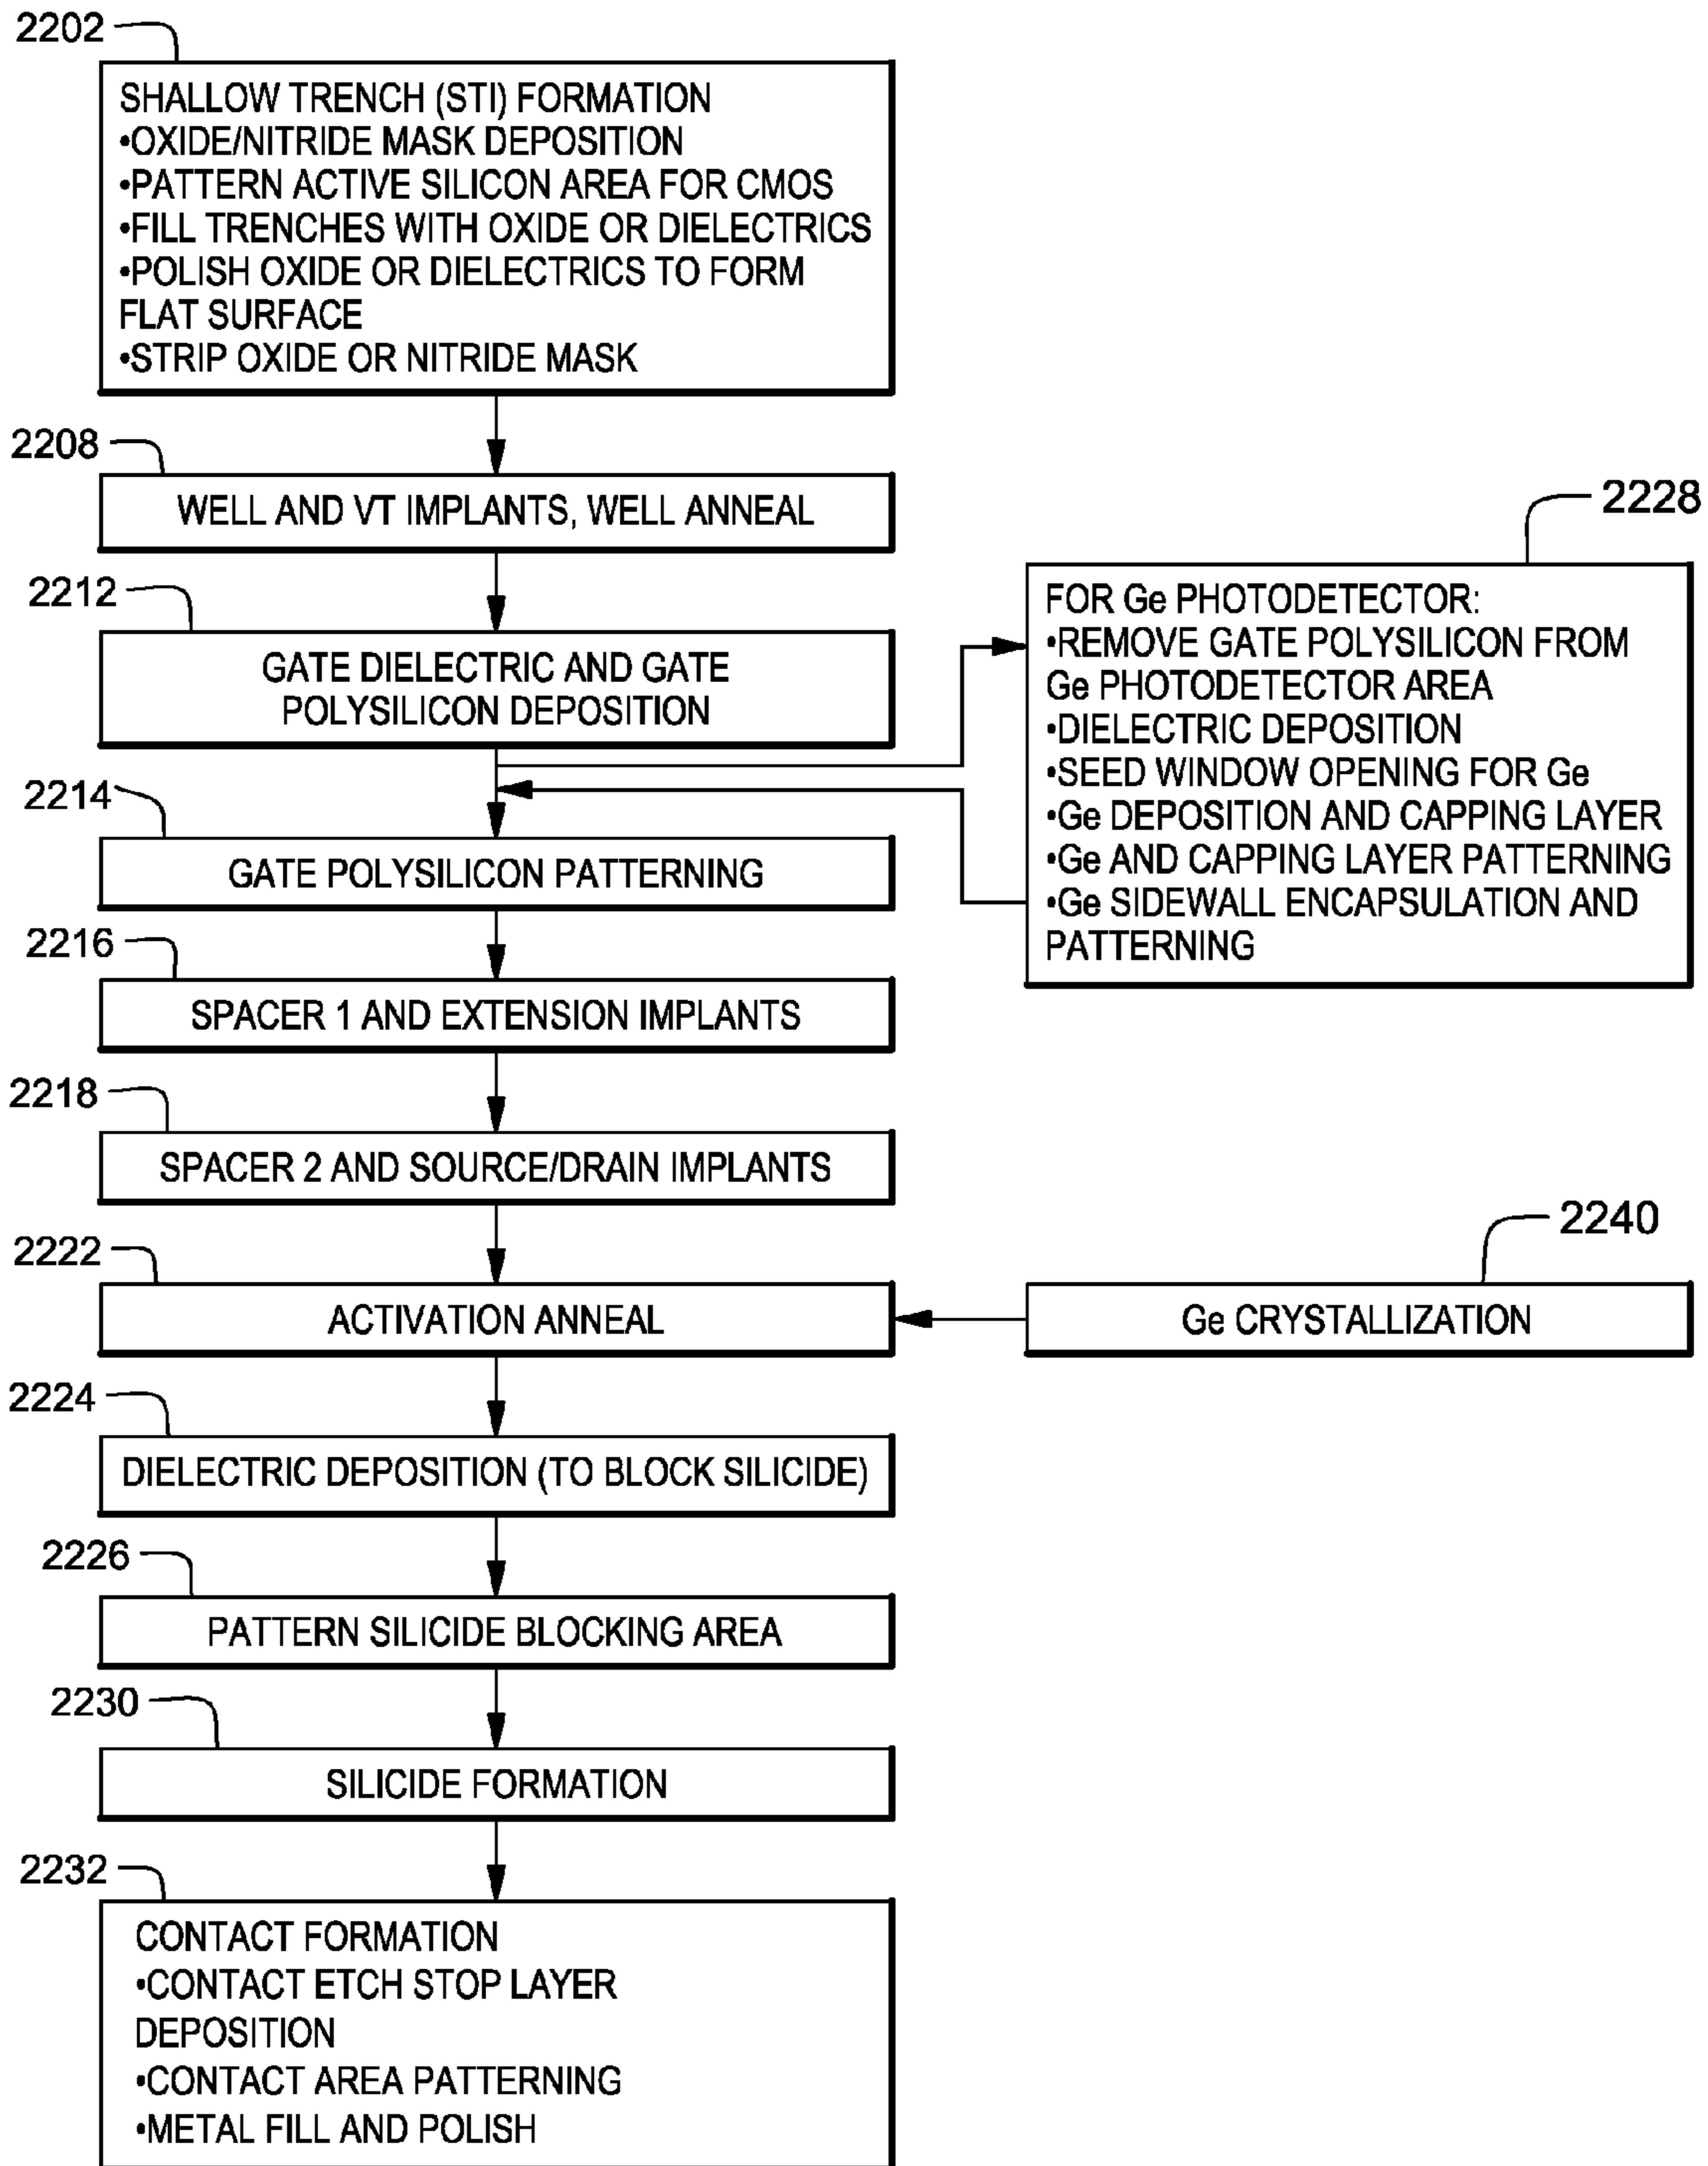 2202
SHALLOW TRENCH (STI) FORMATION
•OXIDE/NITRIDE MASK DEPOSITION
•PATTERN ACTIVE SILICON AREA FOR CMOS
•FILL TRENCHES WITH OXIDE OR DIELECTRICS
•POLISH OXIDE OR DIELECTRICS TO FORM
FLAT SURFACE
•STRIP OXIDE OR NITRIDE MASK
2208
WELL AND VT IMPLANTS, WELL ANNEAL
2212
GATE DIELECTRIC AND GATE
POLYSILICON DEPOSITION
2228
FOR Ge PHOTODETECTOR:
•REMOVE GATE POLYSILICON FROM
Ge PHOTODETECTOR AREA
•DIELECTRIC DEPOSITION
•SEED WINDOW OPENING FOR Ge
•Ge DEPOSITION AND CAPPING LAYER
•Ge AND CAPPING LAYER PATTERNING
•Ge SIDEWALL ENCAPSULATION AND
PATTERNING
2214
GATE POLYSILICON PATTERNING
2216
SPACER 1 AND EXTENSION IMPLANTS
2218
SPACER 2 AND SOURCE/DRAIN IMPLANTS
2222
ACTIVATION ANNEAL
2240
Ge CRYSTALLIZATION
2224
DIELECTRIC DEPOSITION (TO BLOCK SILICIDE)
2226
PATTERN SILICIDE BLOCKING AREA
2230
SILICIDE FORMATION
2232
CONTACT FORMATION
•CONTACT ETCH STOP LAYER
DEPOSITION
•CONTACT AREA PATTERNING
•METAL FILL AND POLISH